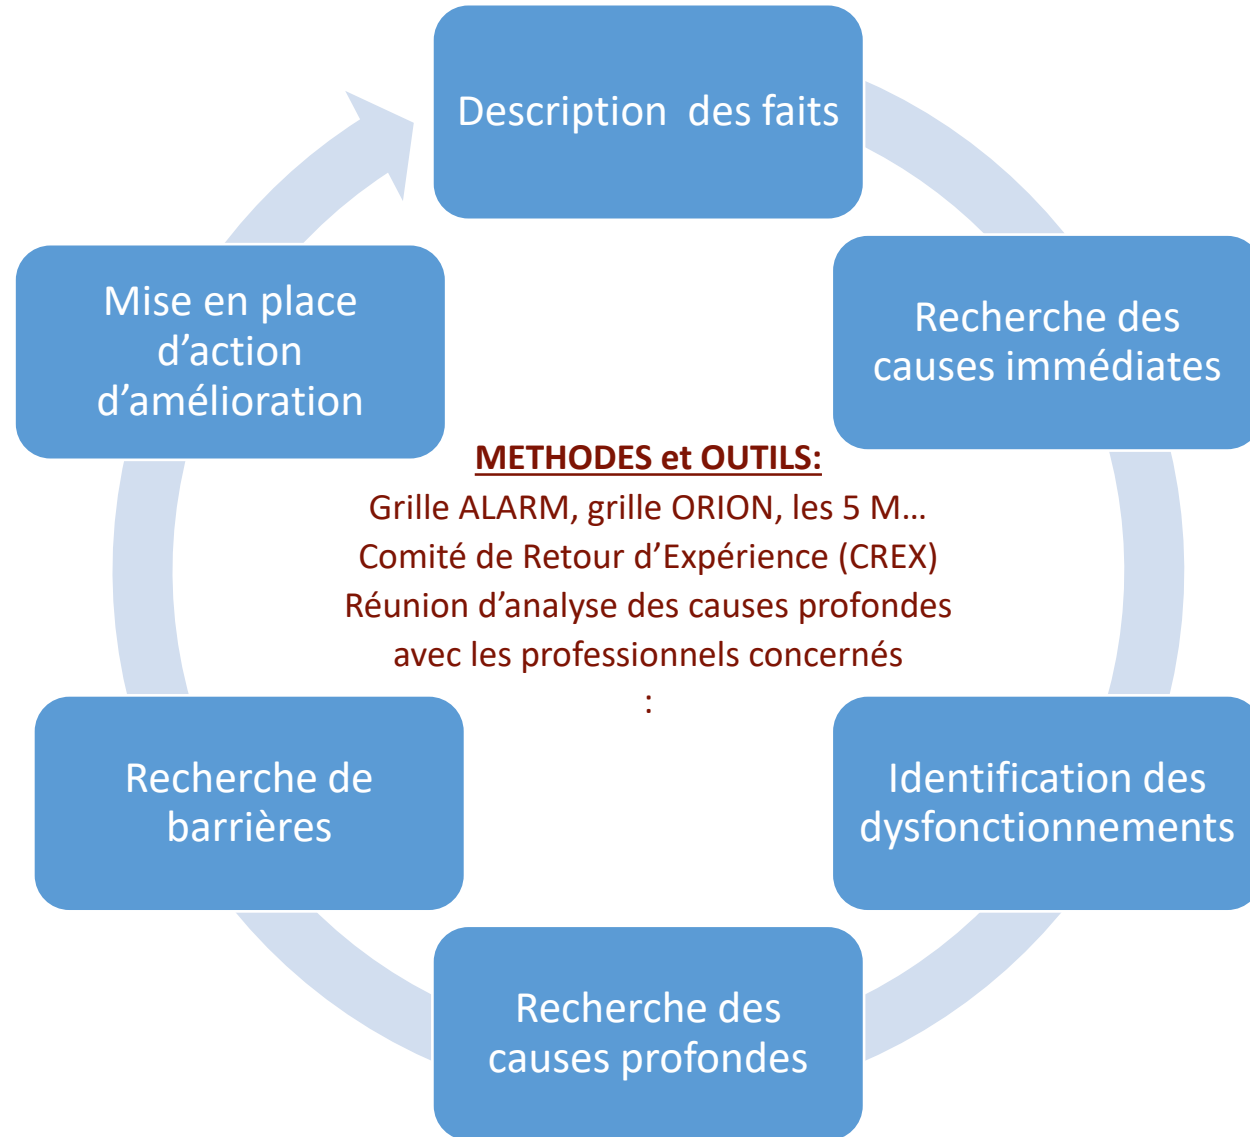 Description  des faits
Recherche des
causes immédiates
Identification des
dysfonctionnements
Recherche des
causes profondes
Recherche de
barrières
Mise en place
d’action
d’amélioration
METHODES et OUTILS:
Grille ALARM, grille ORION, les 5 M...
Comité de Retour d’Expérience (CREX)
Réunion d’analyse des causes profondes
avec les professionnels concernés
: